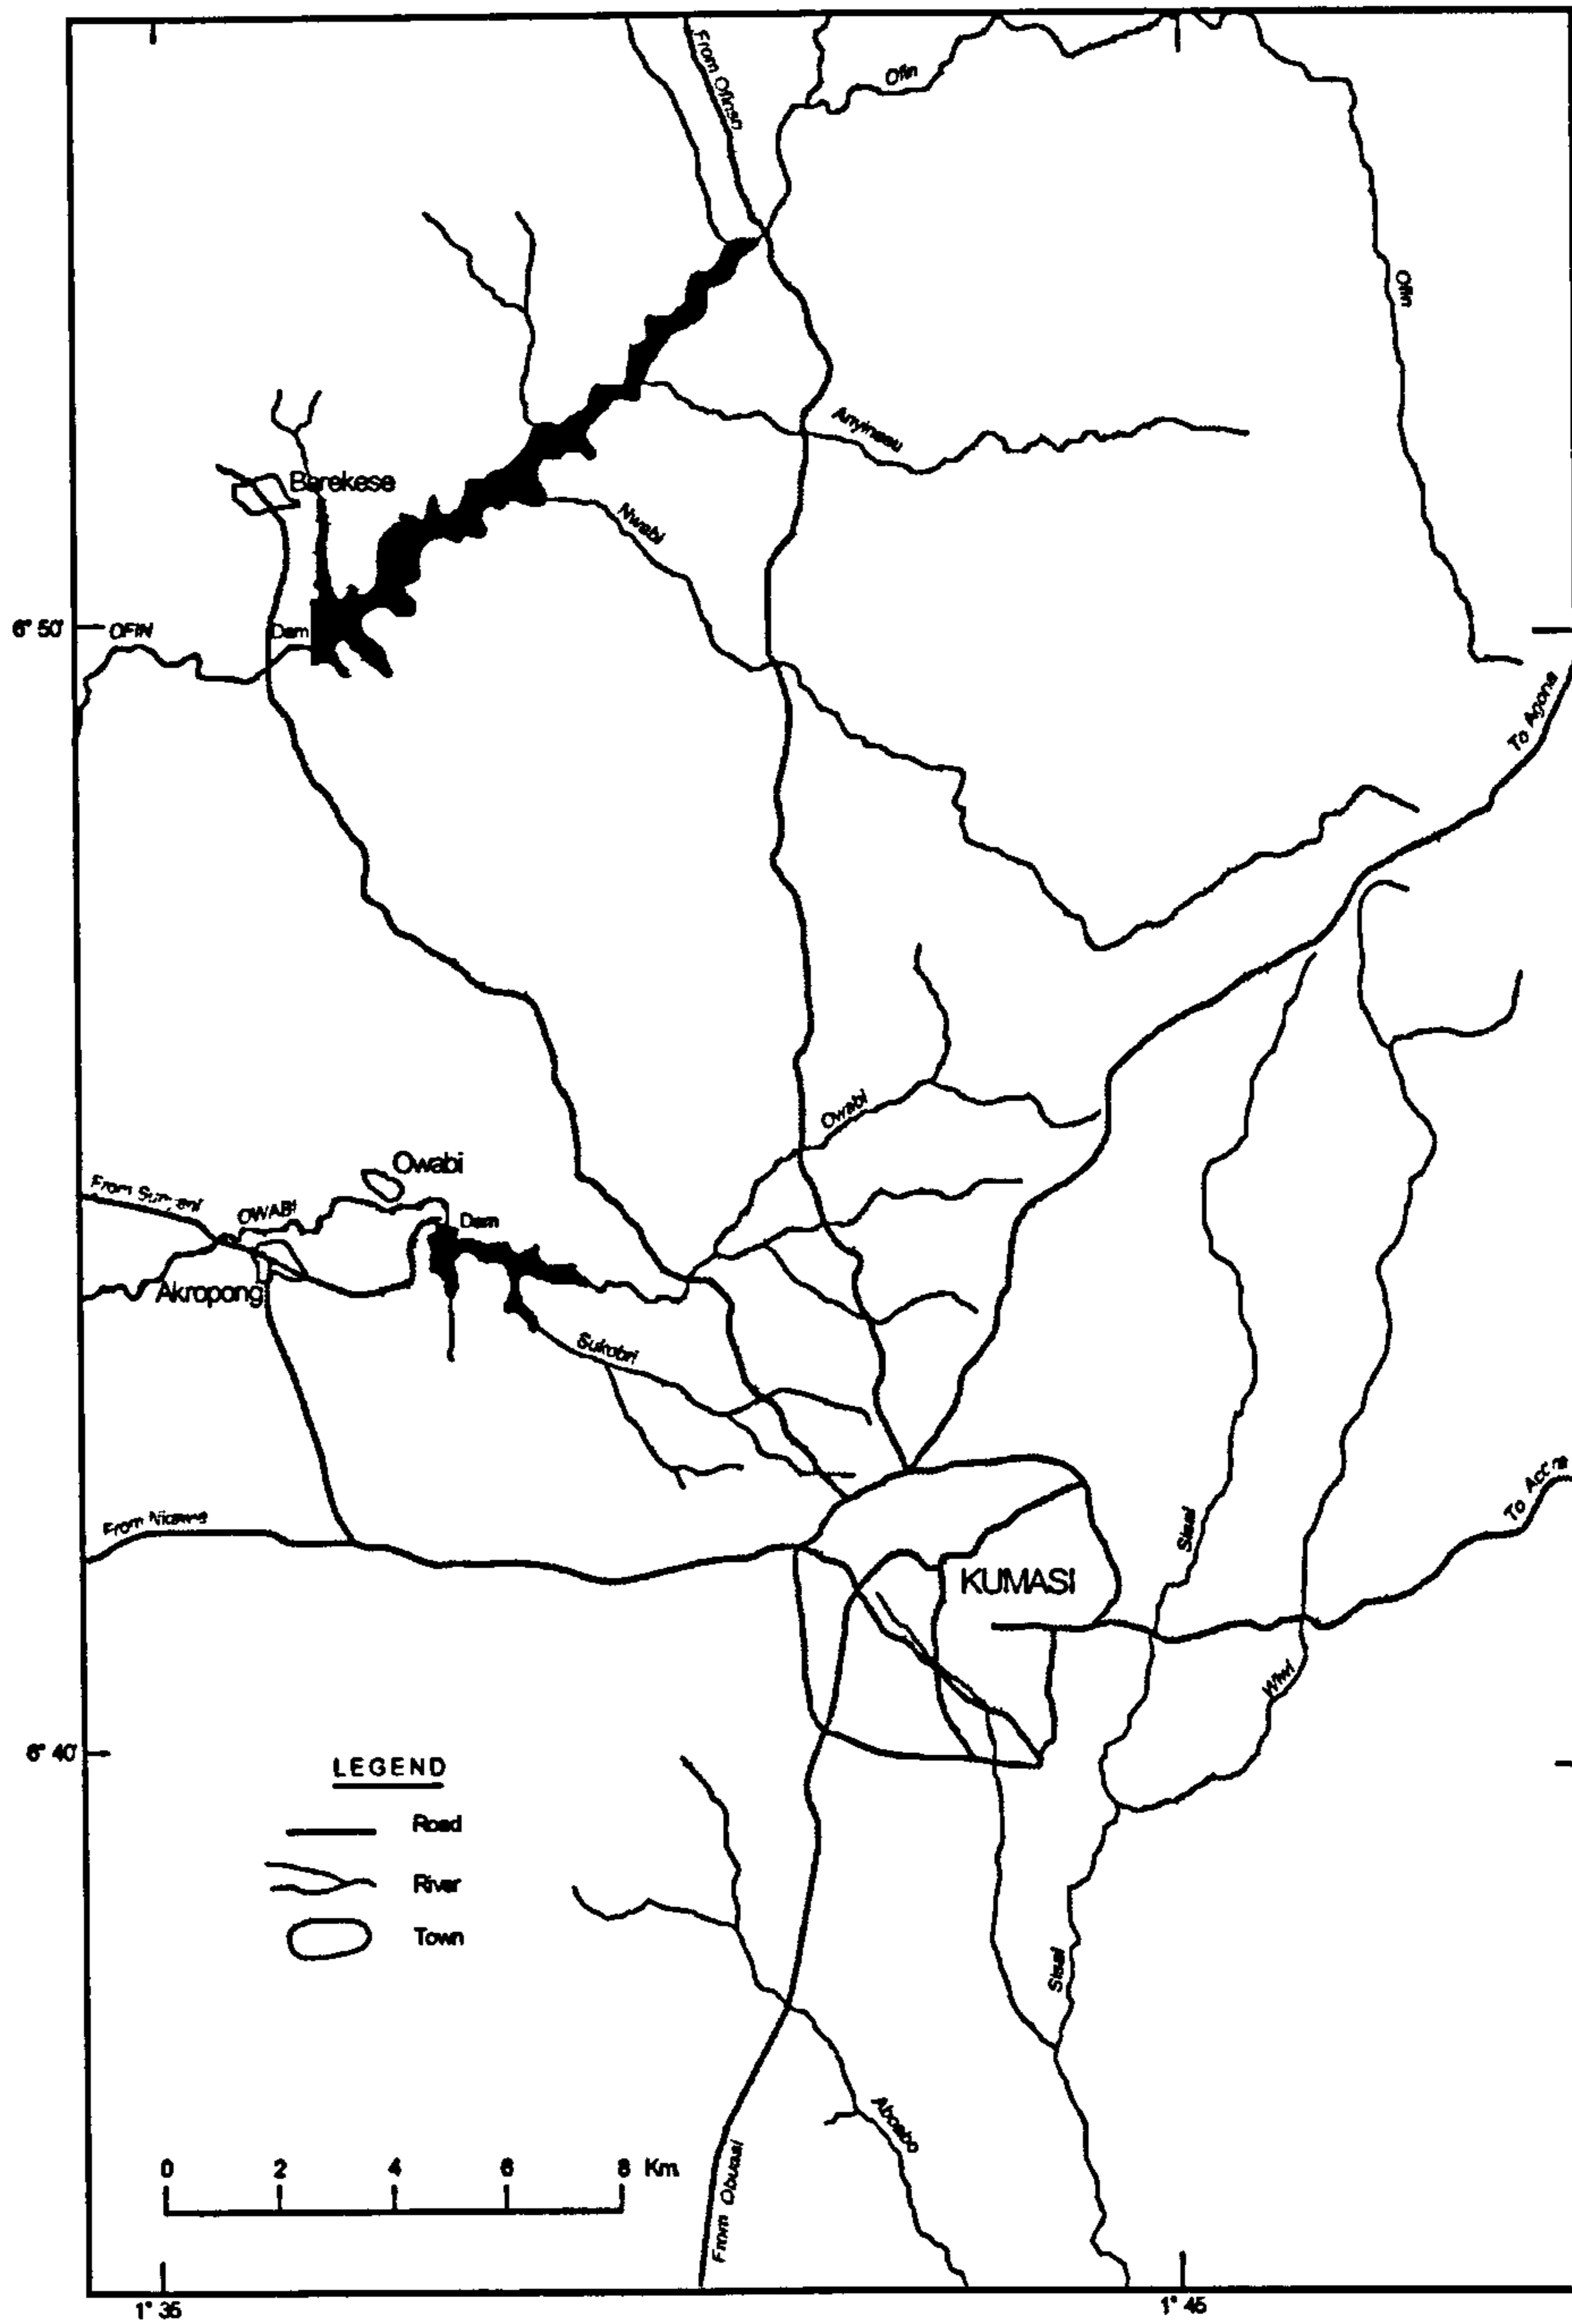 From Ofinso
Ofin
Ofin
Anyinasu
Barekese
Nwabi
6° 50'
OFIN
Dam
To Agona
Owabi
Owabi
From
OWABI
Dam
Akropong
Sukobri
To Accra
From
Sisai
KUMASI
Wiwi
6° 40'
LEGEND
Road
River
Town
Sisai
Aboabo
From Obuasi
0 2 4 6 8 Km.
1° 35
1° 45